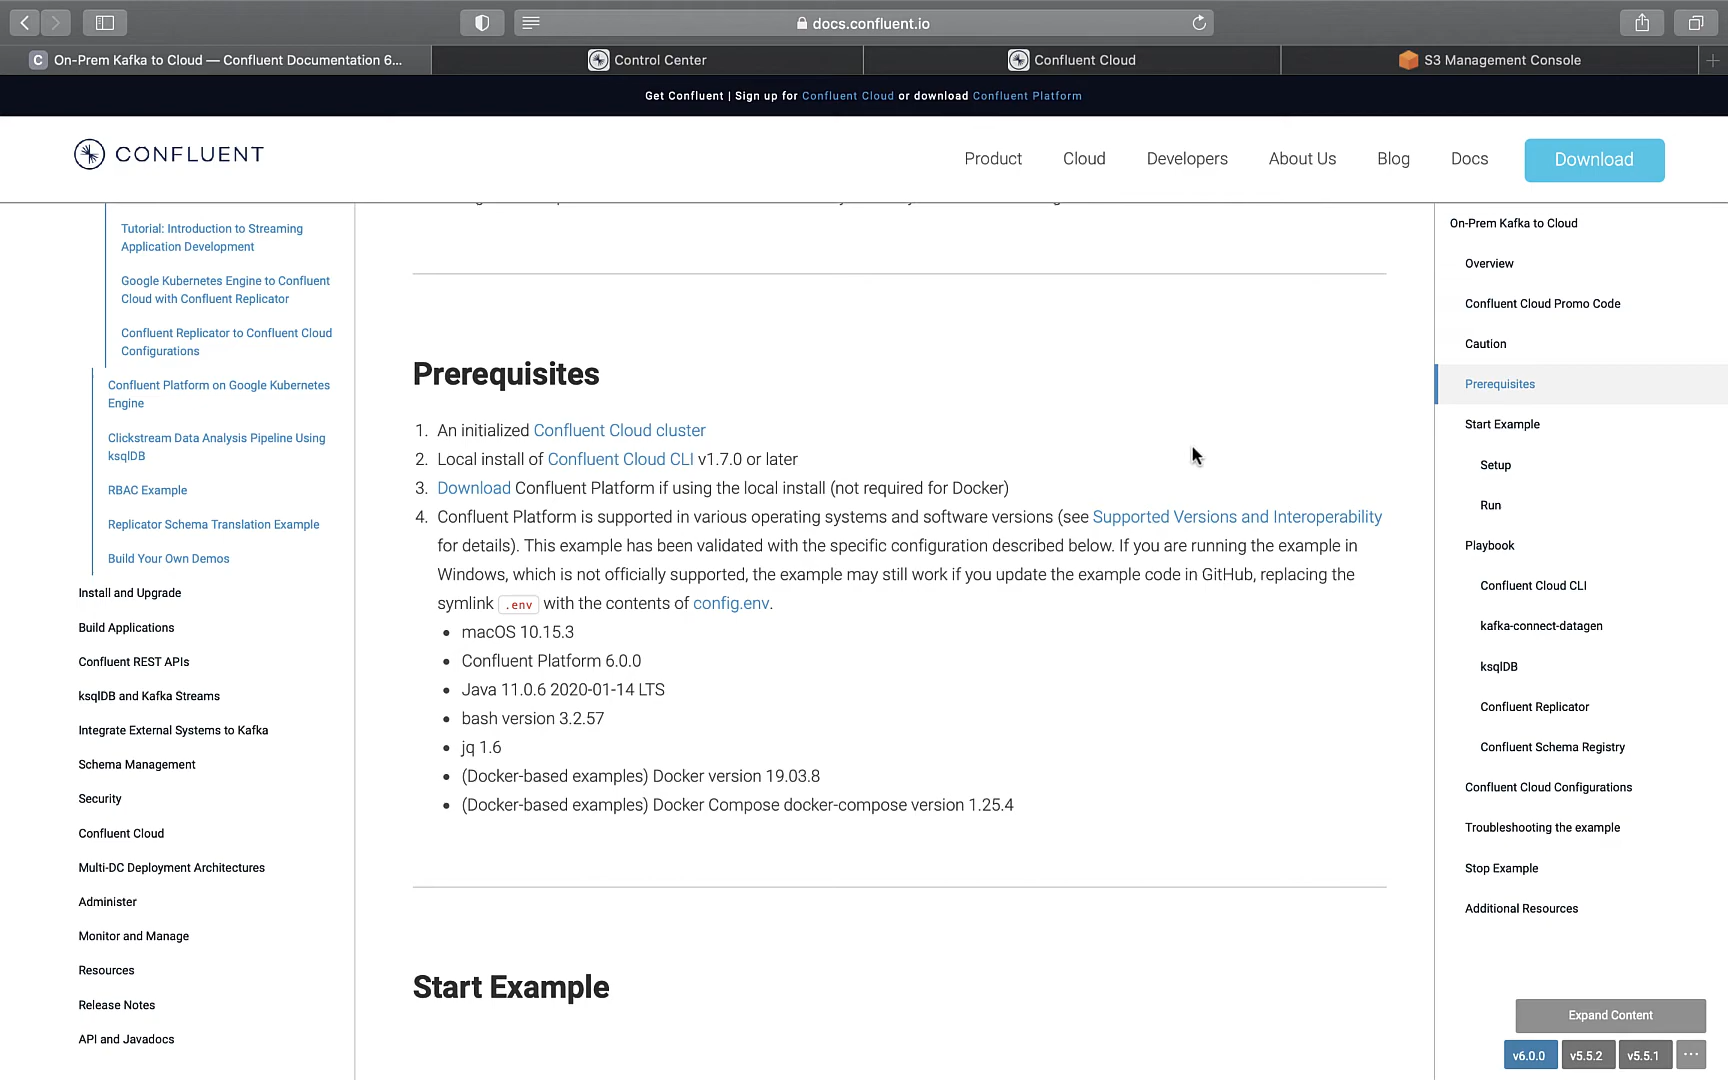 docs.confluent.io
C On-Prem Kafka to Cloud — Confluent Documentation 6...
Control Center
Confluent Cloud
S3 Management Console
Get Confluent | Sign up for Confluent Cloud or download Confluent Platform
CONFLUENT
Product
Cloud
Developers
About Us
Blog
Docs
Download
Tutorial: Introduction to Streaming
Application Development
Google Kubernetes Engine to Confluent
Cloud with Confluent Replicator
Confluent Replicator to Confluent Cloud
Configurations
Confluent Platform on Google Kubernetes
Engine
Clickstream Data Analysis Pipeline Using
ksqlDB
RBAC Example
Replicator Schema Translation Example
Build Your Own Demos
Install and Upgrade
Build Applications
Confluent REST APIs
ksqlDB and Kafka Streams
Integrate External Systems to Kafka
Schema Management
Security
Confluent Cloud
Multi-DC Deployment Architectures
Administer
Monitor and Manage
Resources
Release Notes
API and Javadocs
Prerequisites
1. An initialized Confluent Cloud cluster
2. Local install of Confluent Cloud CLI v1.7.0 or later
3. Download Confluent Platform if using the local install (not required for Docker)
4. Confluent Platform is supported in various operating systems and software versions (see Supported Versions and Interoperability
for details). This example has been validated with the specific configuration described below. If you are running the example in
Windows, which is not officially supported, the example may still work if you update the example code in GitHub, replacing the
symlink .env with the contents of config.env.
• macOS 10.15.3
• Confluent Platform 6.0.0
• Java 11.0.6 2020-01-14 LTS
• bash version 3.2.57
• jq 1.6
• (Docker-based examples) Docker version 19.03.8
• (Docker-based examples) Docker Compose docker-compose version 1.25.4
Start Example
On-Prem Kafka to Cloud
Overview
Confluent Cloud Promo Code
Caution
Prerequisites
Start Example
Setup
Run
Playbook
Confluent Cloud CLI
kafka-connect-datagen
ksqlDB
Confluent Replicator
Confluent Schema Registry
Confluent Cloud Configurations
Troubleshooting the example
Stop Example
Additional Resources
Expand Content
v6.0.0
v5.5.2
v5.5.1
...